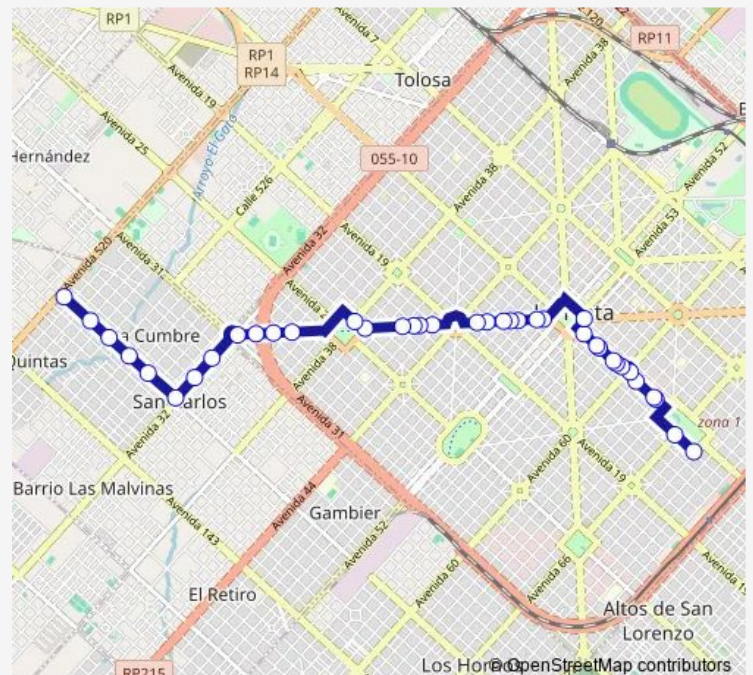 RP1
Avenida 7
2120
RP11
RP1
RP14
Avenida 38
Tolosa
Avenida 19
Avenida 25
Hernández
Arroyo El Gato
055-10
Avenida 38
Avenida 52
Calle 526
Avenida 53
Avenida 520
Avenida 31
Avenida 32
Avenida 19
Cumbre
Quintas
Avenida 38
San Carlos
Avenida 32
Avenida 31
zona 1
Avenida 60
Avenida 19
Barrio Las Malvinas
Avenida 44
Gambier
Avenida 143
Avenida 52
Avenida 60
Avenida 66
El Retiro
Altos de San
Lorenzo
RP215
Los Hornos
© OpenStreetMap contributors